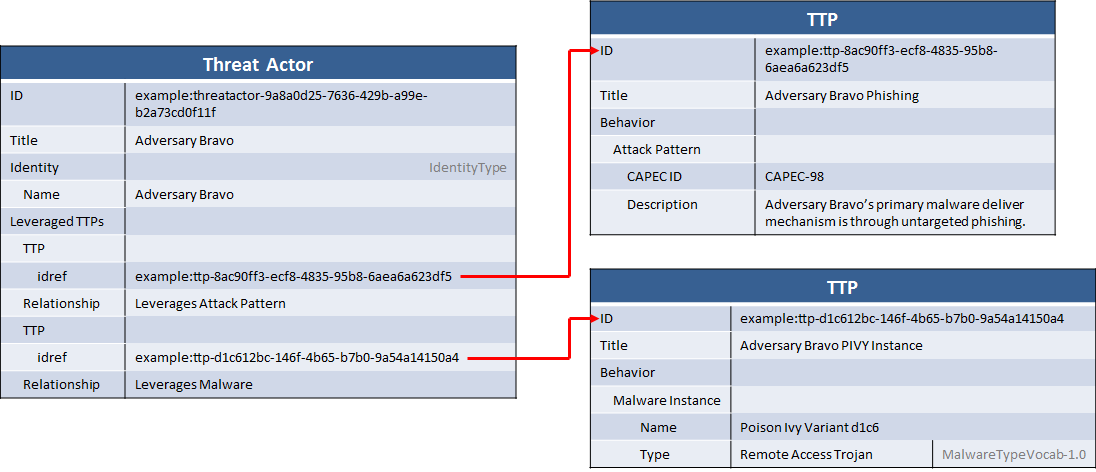 Threat Actor
ID example:threatactor-9a8a0d25-7636-429b-a99e-
b2a73cd0f11f
Title Adversary Bravo
Identity IdentityType
Name Adversary Bravo
Leveraged TTPs
TTP
idref example:ttp-8ac90ff3-ecf8-4835-95b8-6aea6a623df5
Relationship Leverages Attack Pattern
TTP
idref example:ttp-d1c612bc-146f-4b65-b7b0-9a54a14150a4
Relationship Leverages Malware
TTP
ID example:ttp-8ac90ff3-ecf8-4835-95b8-
6aea6a623df5
Title Adversary Bravo Phishing
Behavior
Attack Pattern
CAPEC ID CAPEC-98
Description Adversary Bravo’s primary malware deliver
mechanism is through untargeted phishing.
TTP
ID example:ttp-d1c612bc-146f-4b65-b7b0-9a54a14150a4
Title Adversary Bravo PIVY Instance
Behavior
Malware Instance
Name Poison Ivy Variant d1c6
Type Remote Access Trojan MalwareTypeVocab-1.0